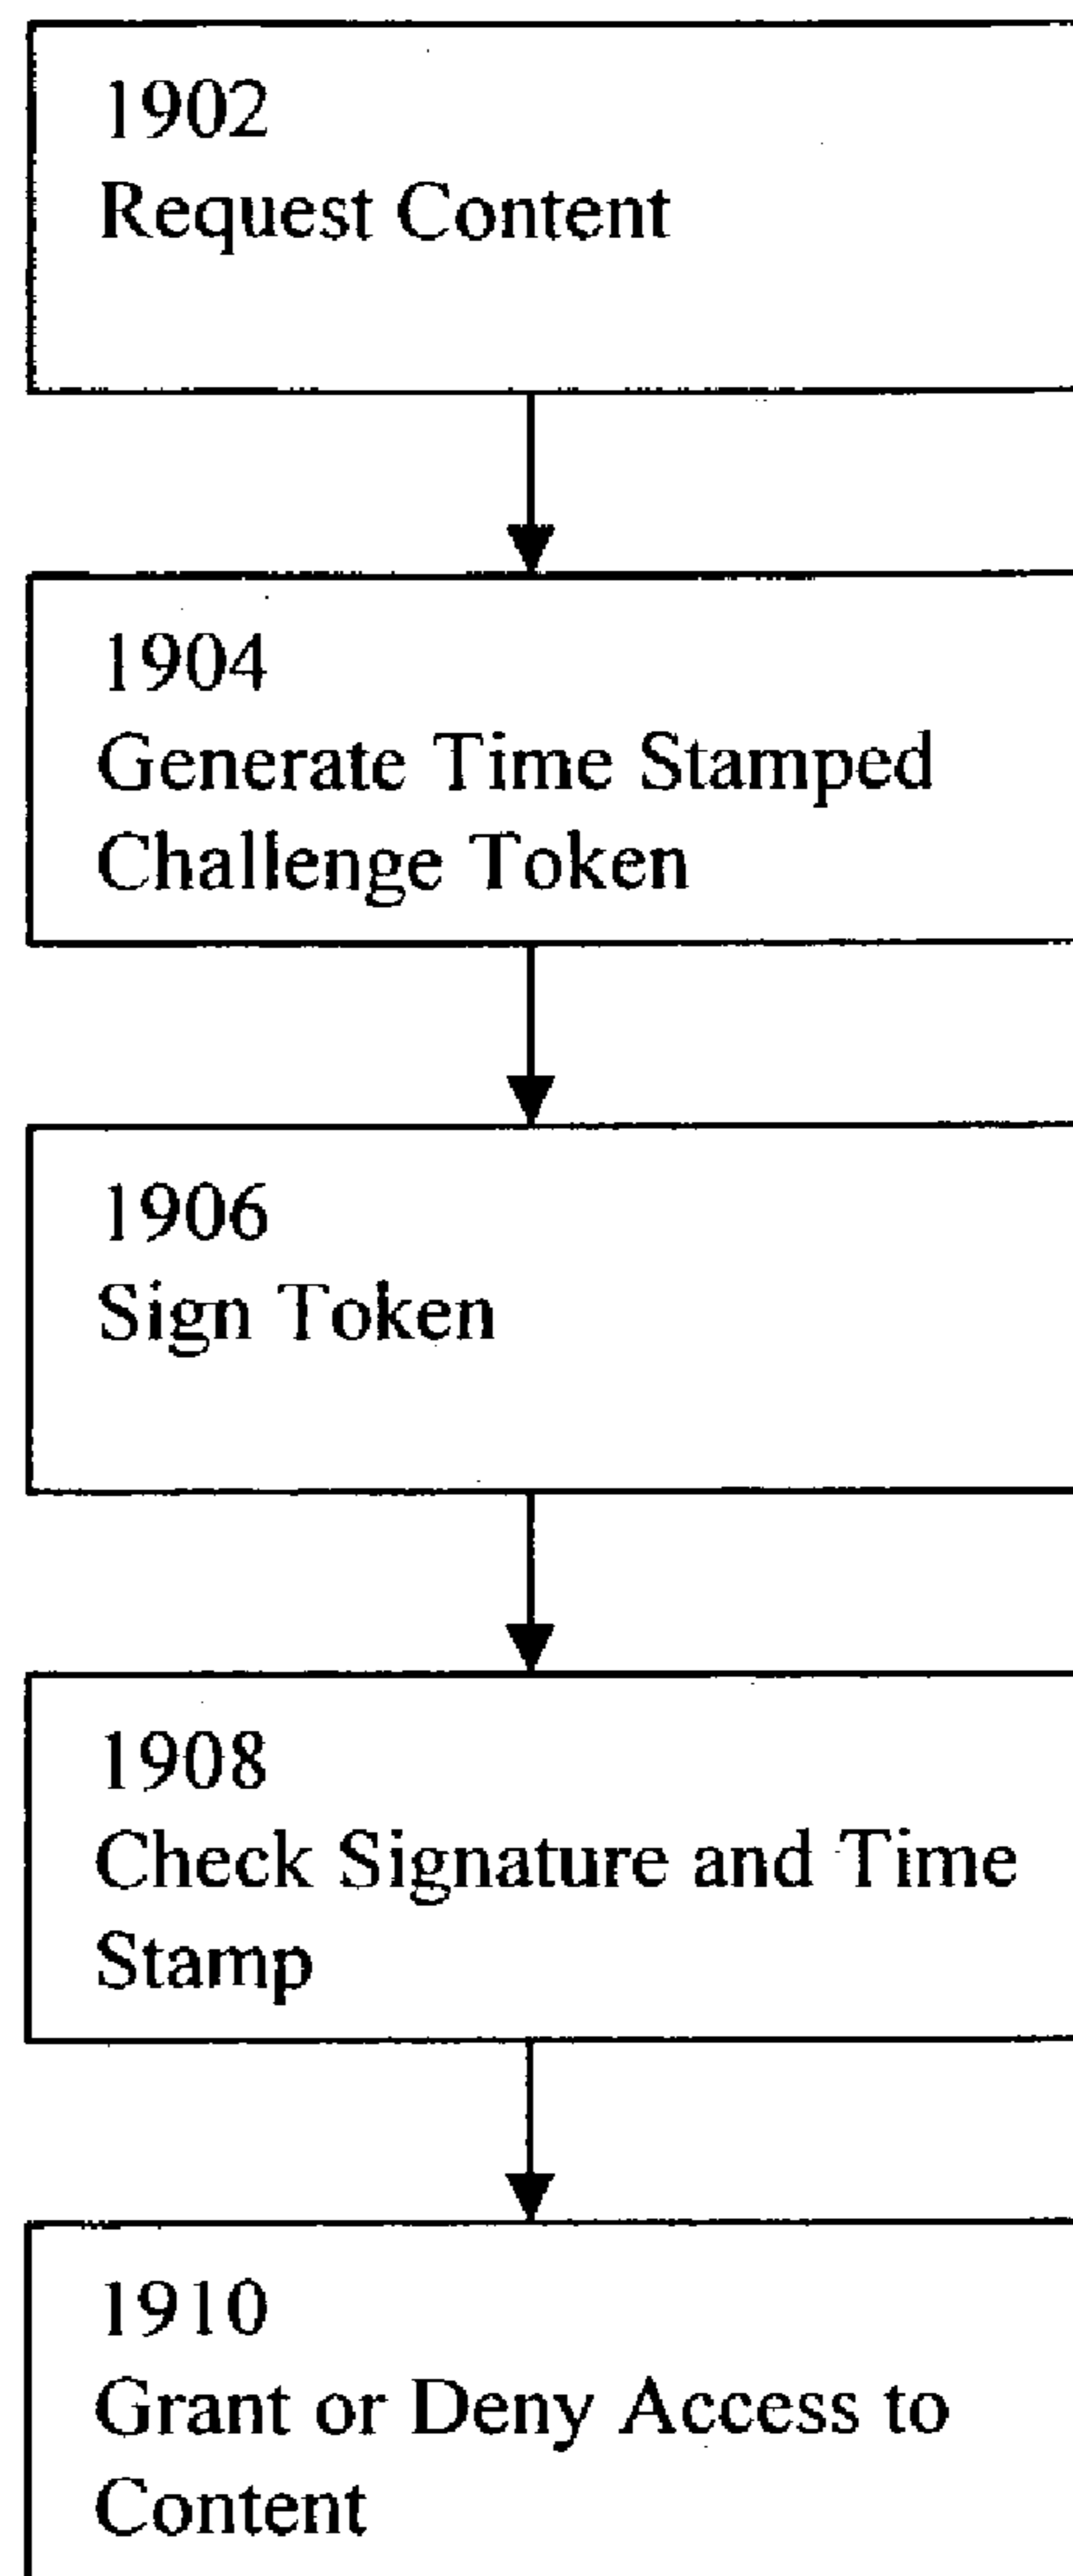 1902
Request Content
1904
Generate Time Stamped
Challenge Token
1906
Sign Token
1908
Check Signature and Time
Stamp
1910
Grant or Deny Access to
Content